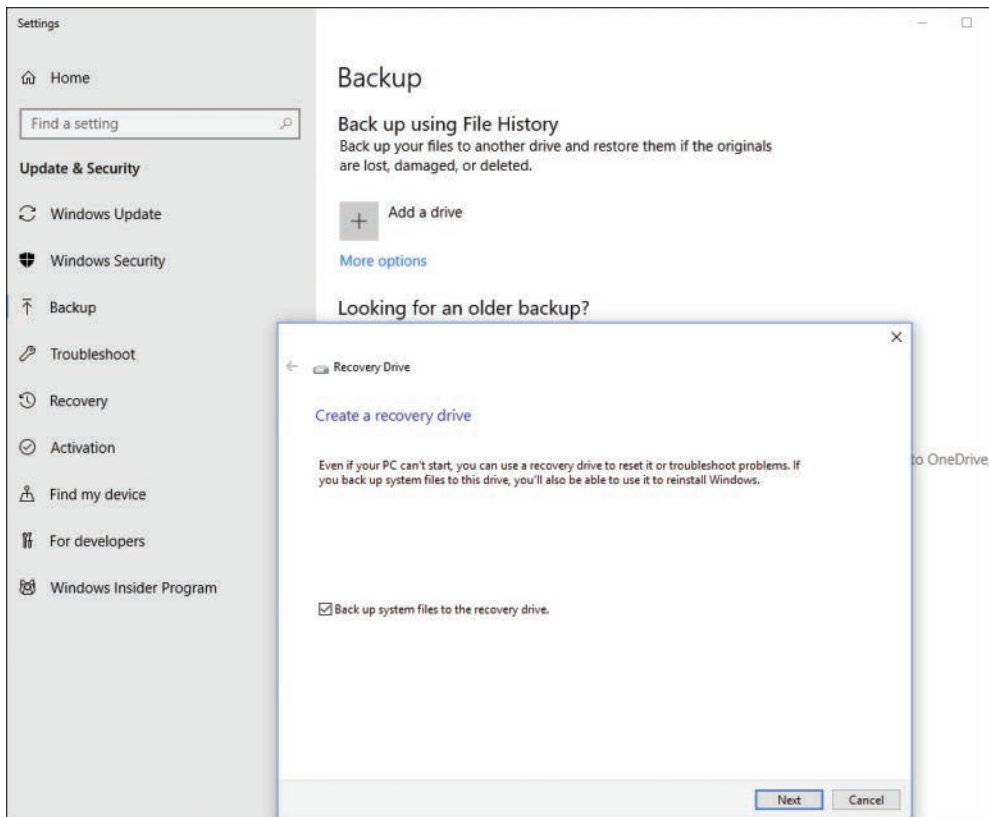 Settings
Home
Find a setting
Update & Security
Windows Update
Windows Security
Backup
Troubleshoot
Recovery
Activation
Find my device
For developers
Windows Insider Program
Backup
Back up using File History
Back up your files to another drive and restore them if the originals
are lost, damaged, or deleted.
Add a drive
More options
Looking for an older backup?
to OneDrive,
Recovery Drive
Create a recovery drive
Even if your PC can't start, you can use a recovery drive to reset it or troubleshoot problems. If
you back up system files to this drive, you'll also be able to use it to reinstall Windows.
Back up system files to the recovery drive.
Next
Cancel